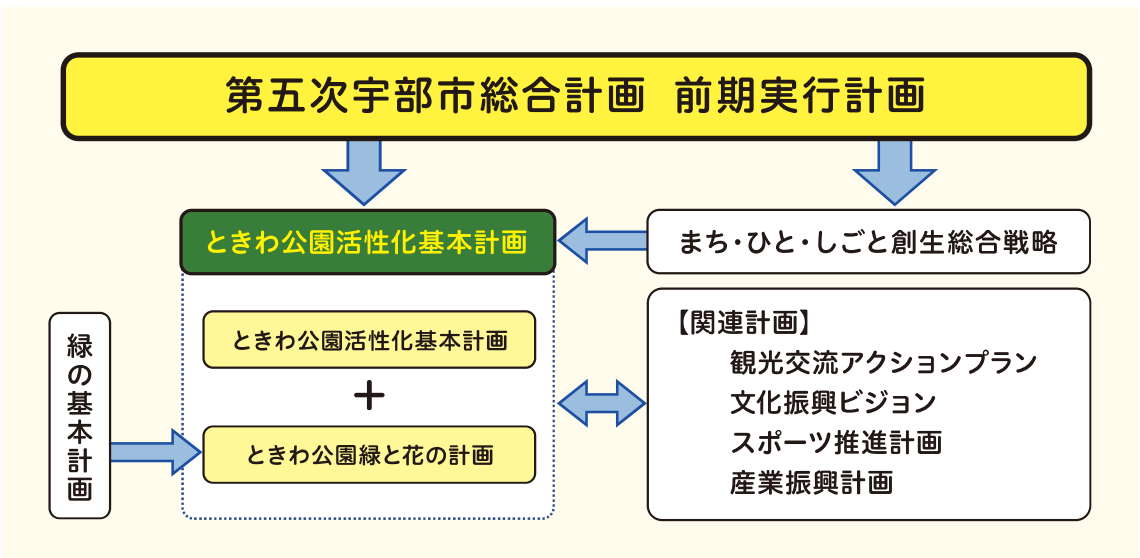 第五次宇部市総合計画 前期実行計画
ときわ公園活性化基本計画
まち・ひと・しごと創生総合戦略
ときわ公園活性化基本計画
+
ときわ公園緑と花の計画
緑の基本計画
【関連計画】
観光交流アクションプラン
文化振興ビジョン
スポーツ推進計画
産業振興計画